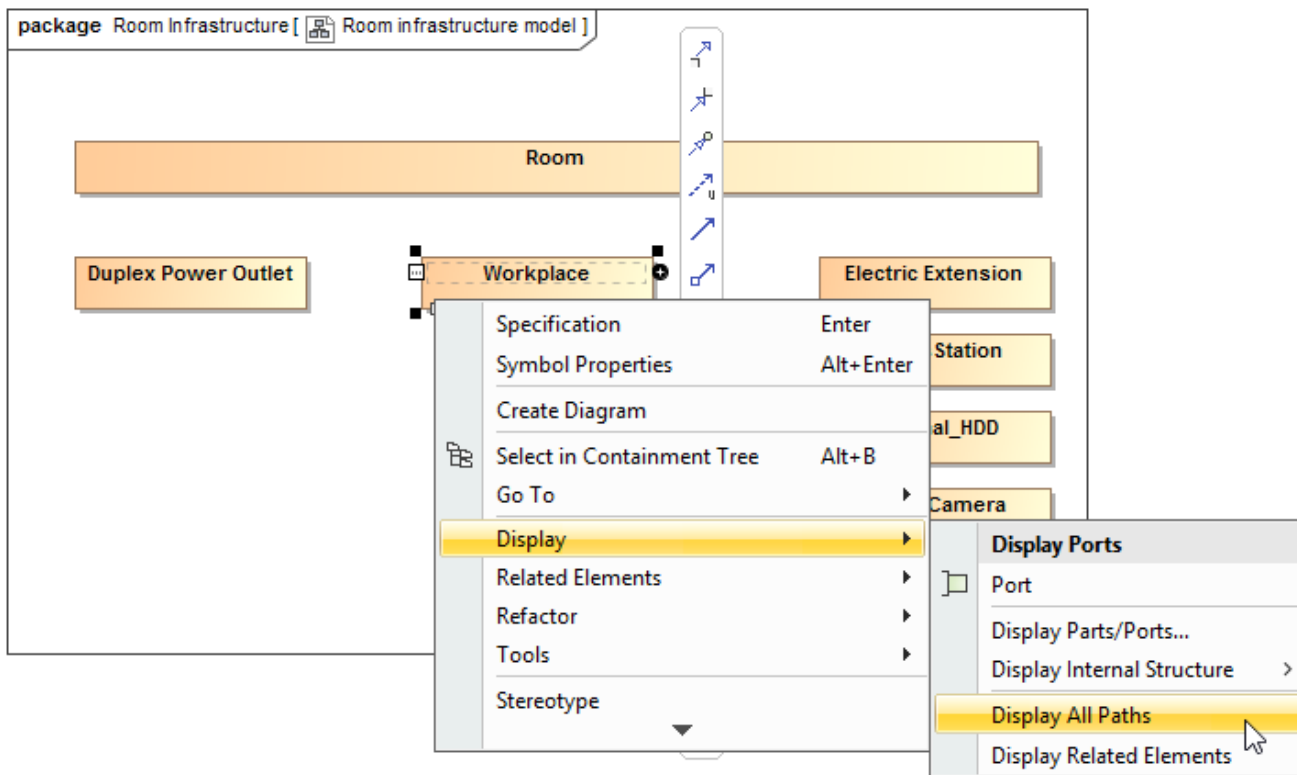 package Room Infrastructure [ Room infrastructure model ]
Room
Duplex Power Outlet
Workplace
Electric Extension
Station
al_HDD
Camera
u
Specification Enter
Symbol Properties Alt+Enter
Create Diagram
Select in Containment Tree Alt+B
Go To
Display
Related Elements
Refactor
Tools
Stereotype
Display Ports
Port
Display Parts/Ports...
Display Internal Structure
Display All Paths
Display Related Elements